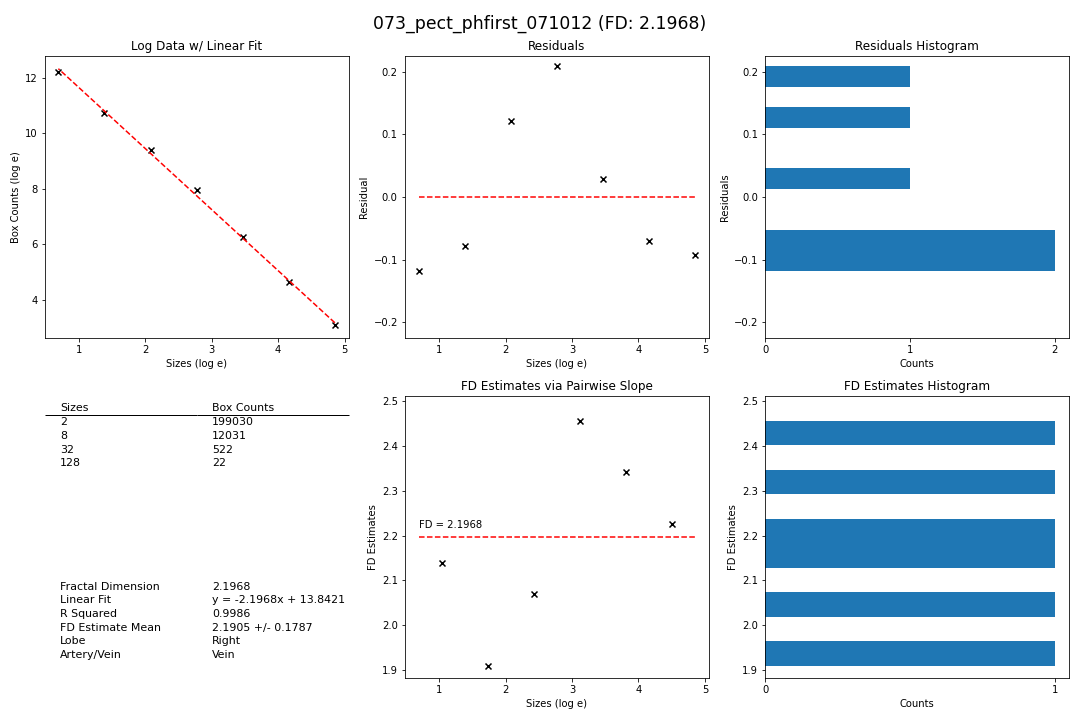 073_pect_phfirst_071012 (FD: 2.1968)
Log Data w/ Linear Fit
12
10
8
6
4
Box Counts (log e)
1 2 3 4 5
Sizes (log e)
Residuals
0.2
0.1
0.0
−0.1
−0.2
Residual
1 2 3 4 5
Sizes (log e)
Residuals Histogram
0.2
0.1
0.0
−0.1
−0.2
Residuals
0 1 2
Counts
Sizes Box Counts
2 199030
8 12031
32 522
128 22
Fractal Dimension 2.1968
Linear Fit y = -2.1968x + 13.8421
R Squared 0.9986
FD Estimate Mean 2.1905 +/- 0.1787
Lobe Right
Artery/Vein Vein
FD Estimates via Pairwise Slope
2.5
2.4
2.3
2.2
2.1
2.0
1.9
FD Estimates
FD = 2.1968
1 2 3 4 5
Sizes (log e)
FD Estimates Histogram
2.5
2.4
2.3
2.2
2.1
2.0
1.9
FD Estimates
0 1
Counts